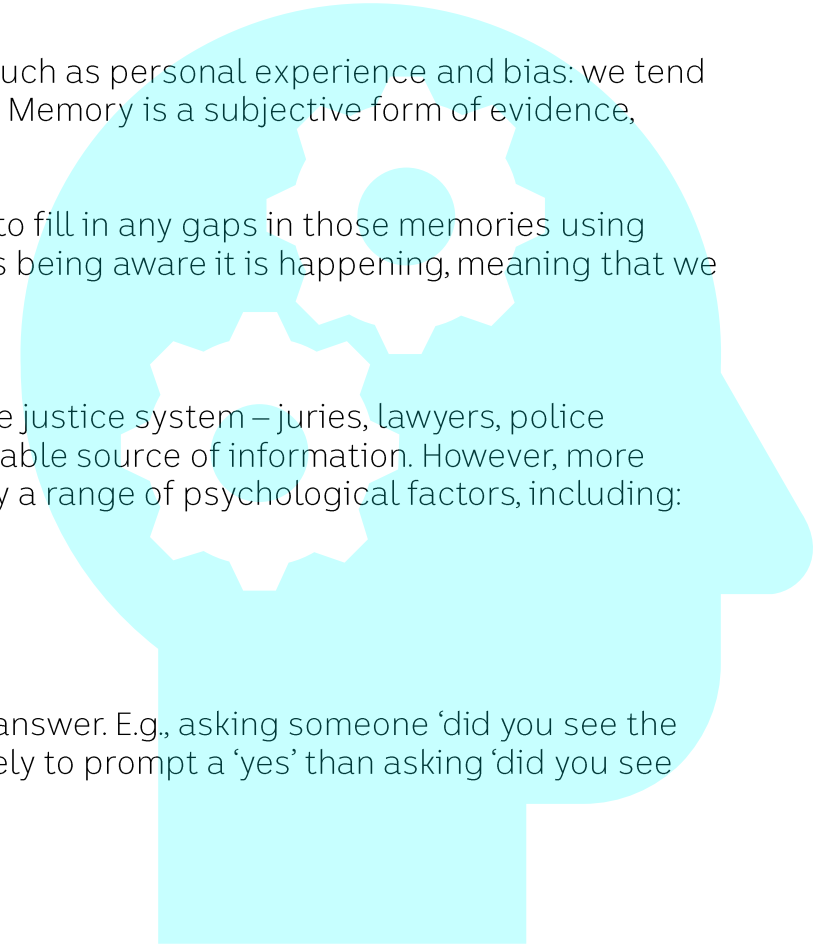 uch as personal experience and bias: we tend
Memory is a subjective form of evidence,
to fill in any gaps in those memories using
s being aware it is happening, meaning that we
e justice system – juries, lawyers, police
able source of information. However, more
y a range of psychological factors, including:
answer. E.g., asking someone ‘did you see the
ely to prompt a ‘yes’ than asking ‘did you see